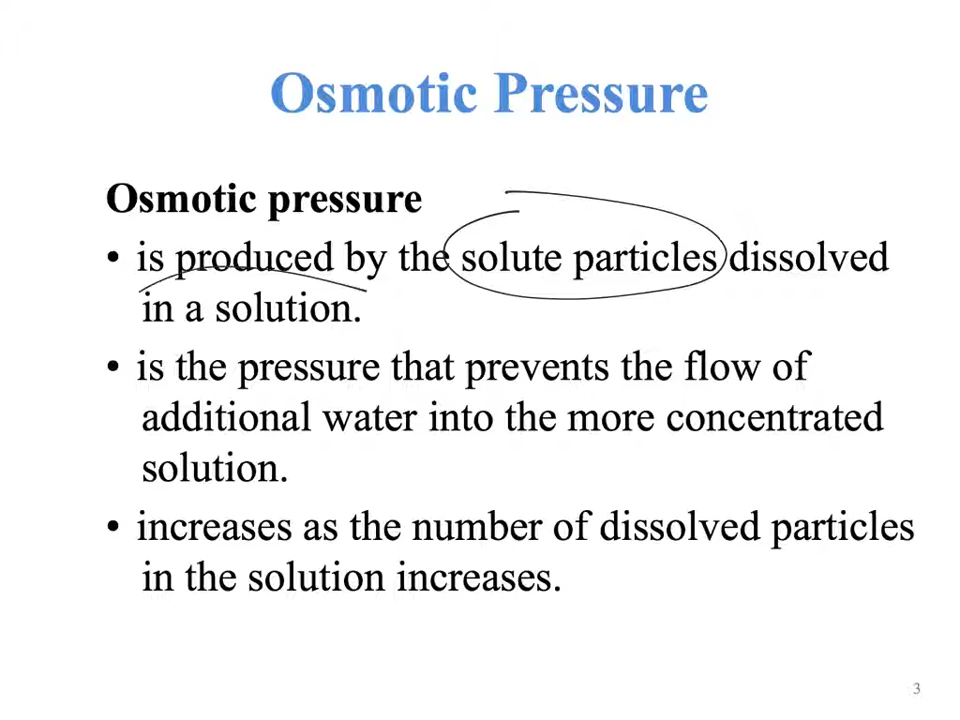 Osmotic Pressure
Osmotic pressure
• is produced by the solute particles dissolved
in a solution.
• is the pressure that prevents the flow of
additional water into the more concentrated
solution.
• increases as the number of dissolved particles
in the solution increases.
3